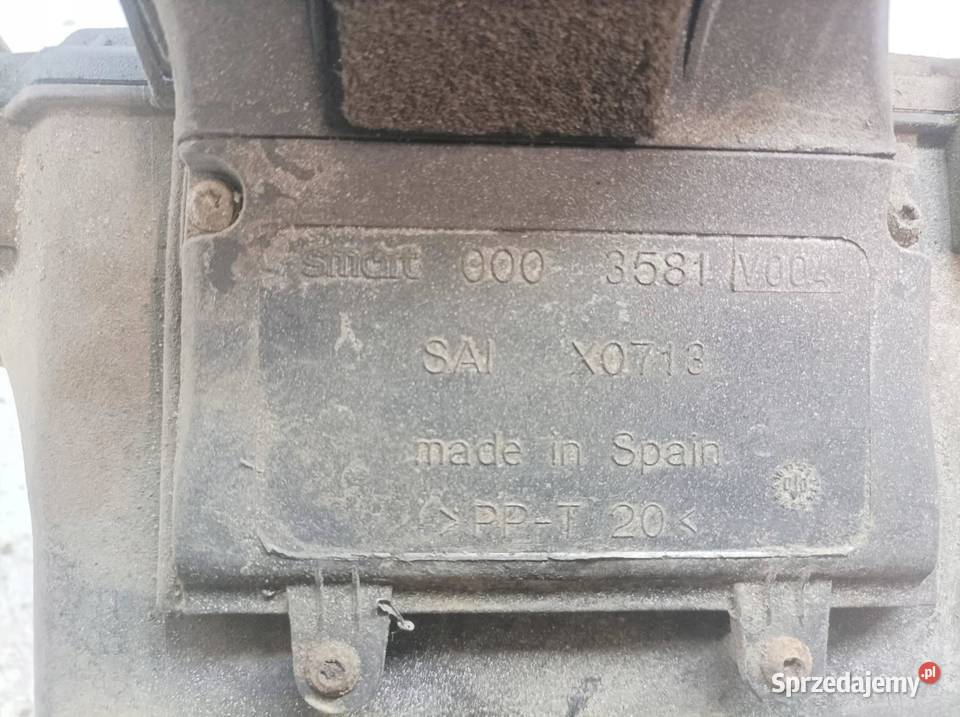 smart 000 3581 V004
SAI X0713
made in Spain
>PP-T 20<
Sprzedajemy.pl